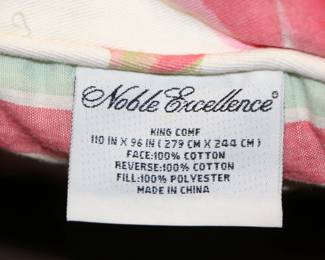 Noble Excellence©
KING COMF
110 IN X 96 IN ( 279 CM X 244 CM )
FACE:100% COTTON
REVERSE:100% COTTON
FILL:100% POLYESTER
MADE IN CHINA